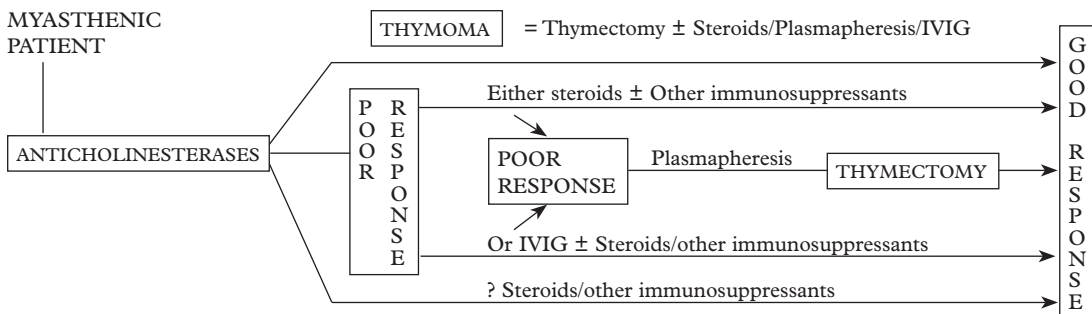 MYASTHENIC
PATIENT
THYMOMA = Thymectomy ± Steroids/Plasmapheresis/IVIG
ANTICHOLINESTERASES
POOR
RESPONSE
Either steroids ± Other immunosuppressants
POOR
RESPONSE
Plasmapheresis
THYMECTOMY
Or IVIG ± Steroids/other immunosuppressants
? Steroids/other immunosuppressants
GOOD RESPONSE